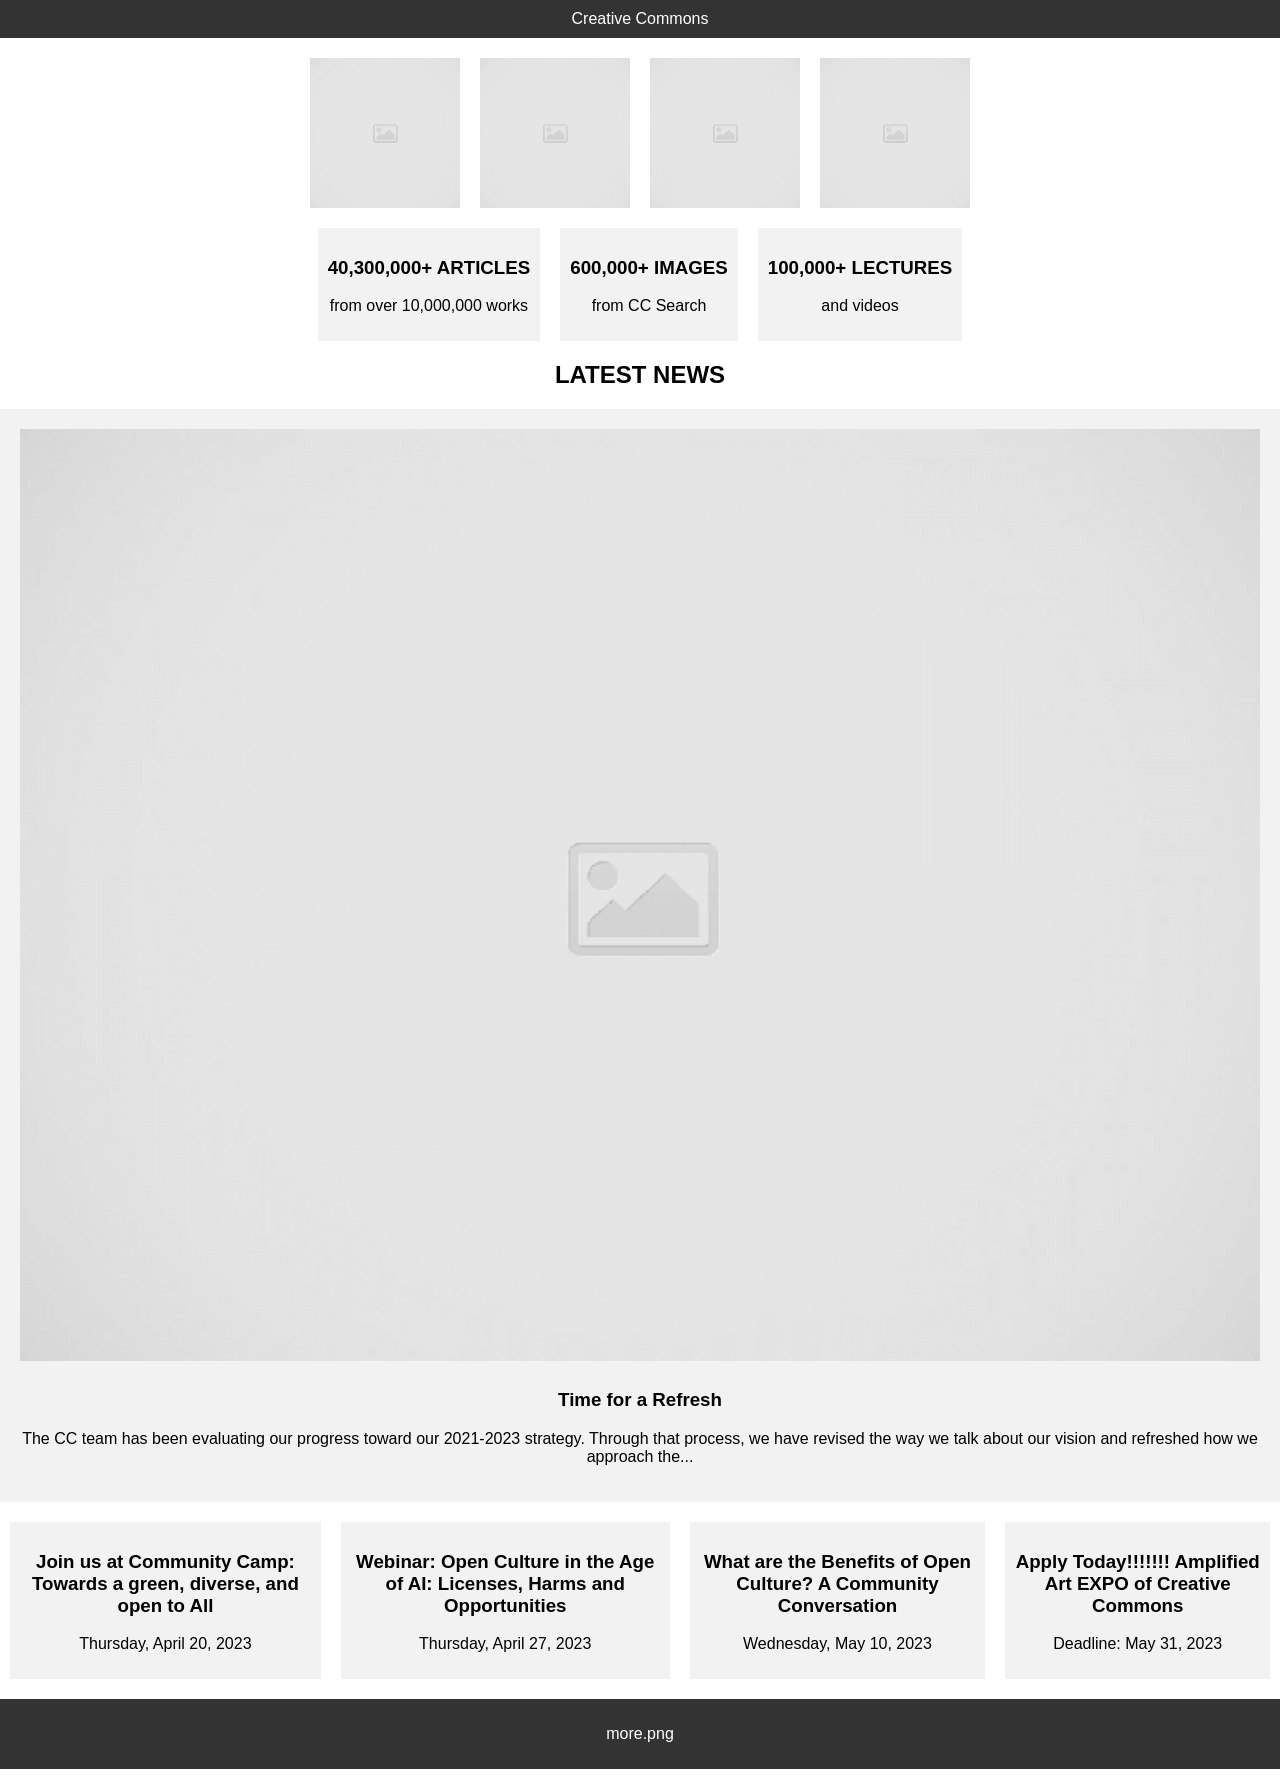 Creative Commons
40,300,000+ ARTICLES
from over 10,000,000 works
600,000+ IMAGES
from CC Search
100,000+ LECTURES
and videos
LATEST NEWS
Time for a Refresh
The CC team has been evaluating our progress toward our 2021-2023 strategy. Through that process, we have revised the way we talk about our vision and refreshed how we
approach the...
Join us at Community Camp:
Towards a green, diverse, and
open to All
Thursday, April 20, 2023
Webinar: Open Culture in the Age
of AI: Licenses, Harms and
Opportunities
Thursday, April 27, 2023
What are the Benefits of Open
Culture? A Community
Conversation
Wednesday, May 10, 2023
Apply Today!!!!!!! Amplified
Art EXPO of Creative
Commons
Deadline: May 31, 2023
more.png